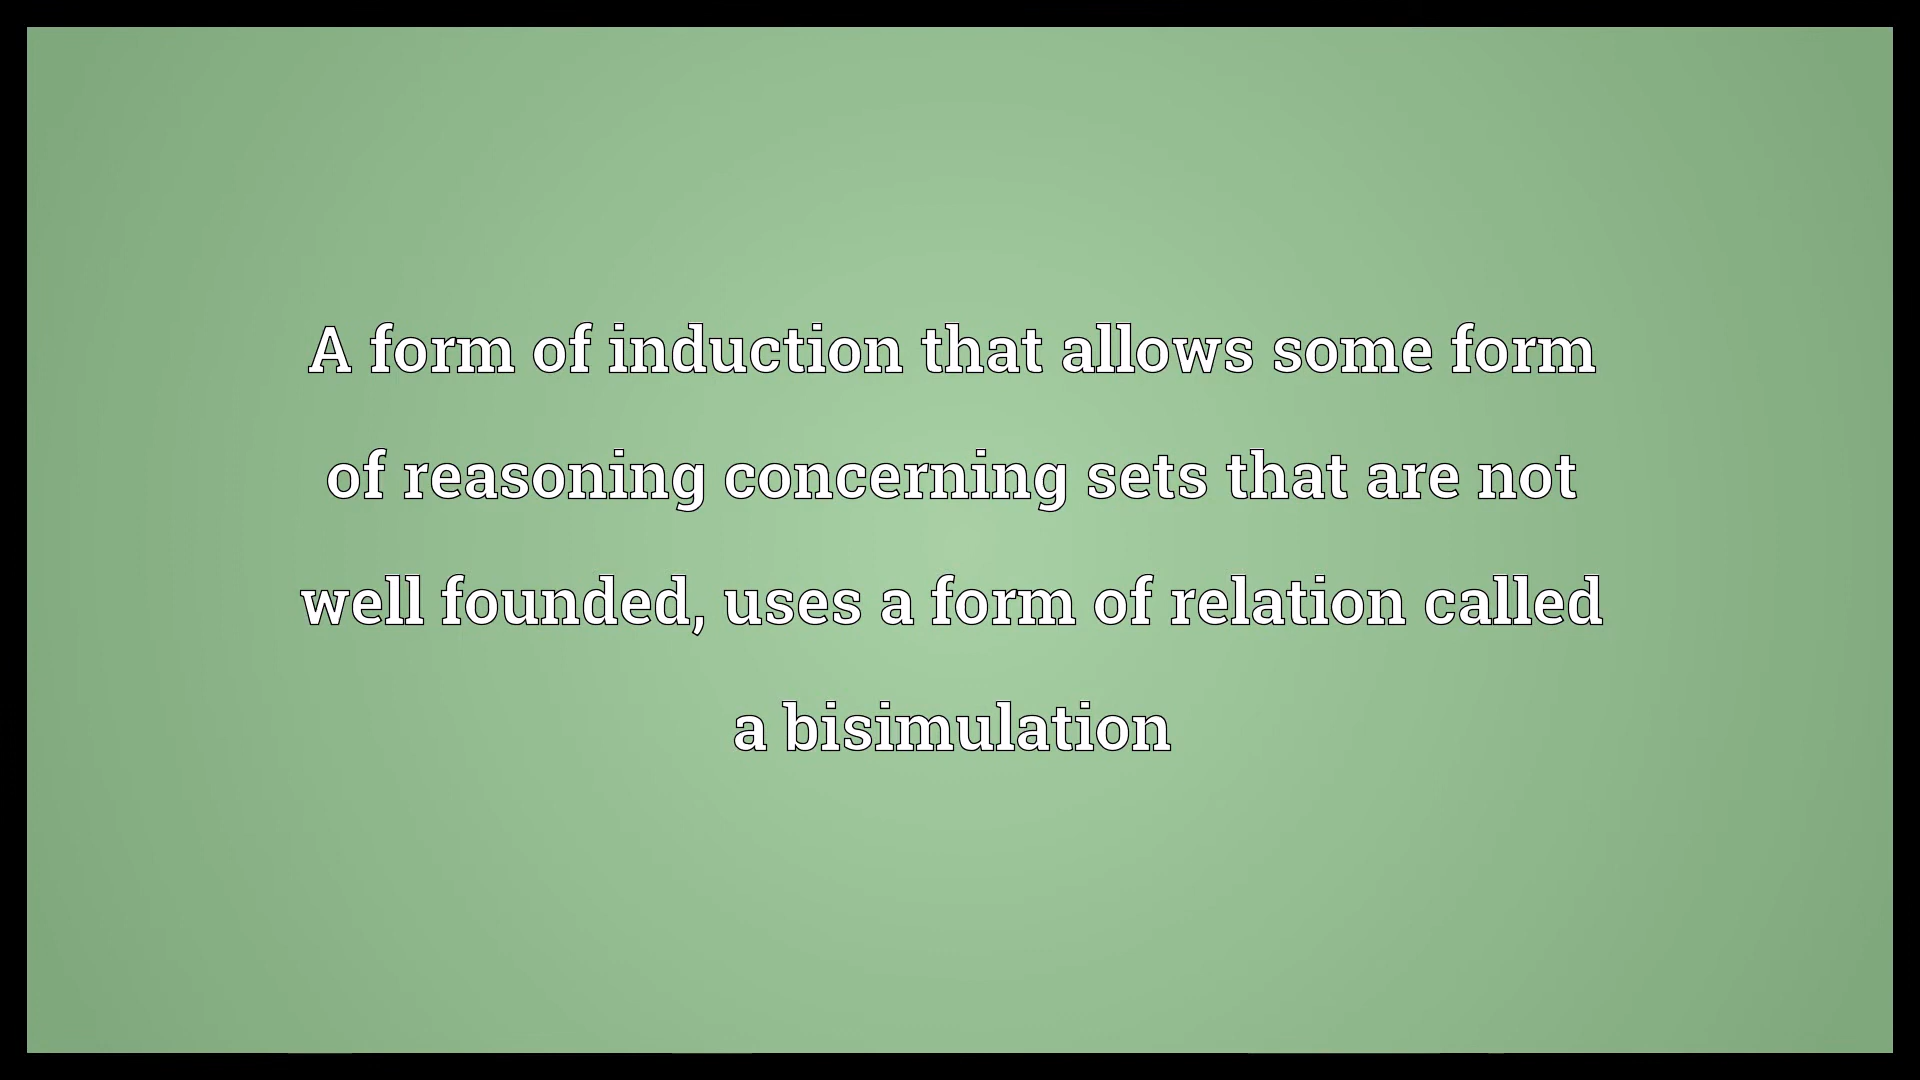 A form of induction that allows some form
of reasoning concerning sets that are not
well founded, uses a form of relation called
a bisimulation